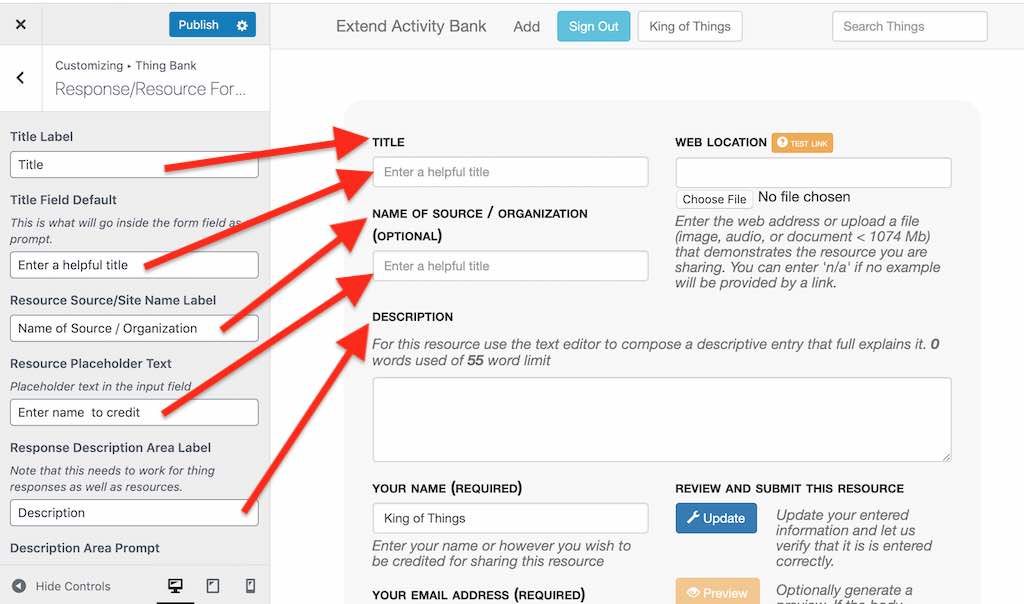 Publish
Customizing • Thing Bank
Response/Resource For...
Title Label
Title
Title Field Default
This is what will go inside the form field as
prompt.
Enter a helpful title
Resource Source/Site Name Label
Name of Source / Organization
Resource Placeholder Text
Placeholder text in the input field
Enter name  to credit
Response Description Area Label
Note that this needs to work for thing
responses as well as resources.
Description
Description Area Prompt
Hide Controls
Extend Activity Bank
Add
Sign Out
King of Things
Search Things
TITLE
Enter a helpful title
NAME OF SOURCE / ORGANIZATION
(OPTIONAL)
Enter a helpful title
WEB LOCATION
TEST LINK
Choose File No file chosen
Enter the web address or upload a file
(image, audio, or document < 1074 Mb)
that demonstrates the resource you are
sharing. You can enter 'n/a' if no example
will be provided by a link.
DESCRIPTION
For this resource use the text editor to compose a descriptive entry that full explains it. 0
words used of 55 word limit
YOUR NAME (REQUIRED)
King of Things
Enter your name or however you wish to
be credited for sharing this resource
YOUR EMAIL ADDRESS (REQUIRED)
REVIEW AND SUBMIT THIS RESOURCE
Update
Update your entered
information and let us
verify that it is is entered
correctly.
Preview
Optionally generate a
preview. If the body